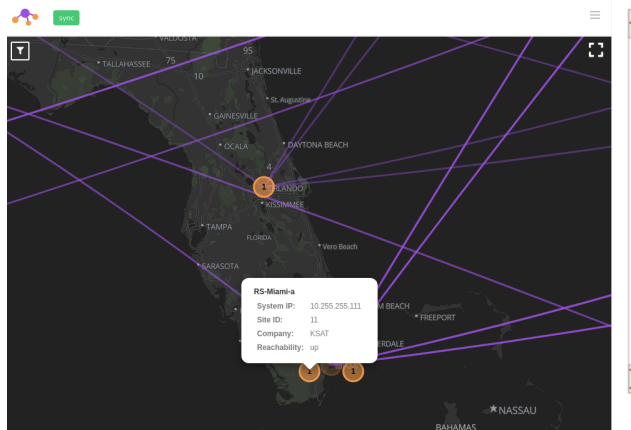 sync
VALDOSTA
95
TALLAHASSEE
75
10
JACKSONVILLE
St. Augustine
GAINESVILLE
OCALA
DAYTONA BEACH
4
1
ORLANDO
KISSIMMEE
TAMPA
FLORIDA
Vero Beach
SARASOTA
RS-Miami-a
System IP: 10.255.255.111
Site ID: 11
Company: KSAT
Reachability: up
M BEACH
FREEPORT
ERDALE
1
1
NASSAU
BAHAMAS